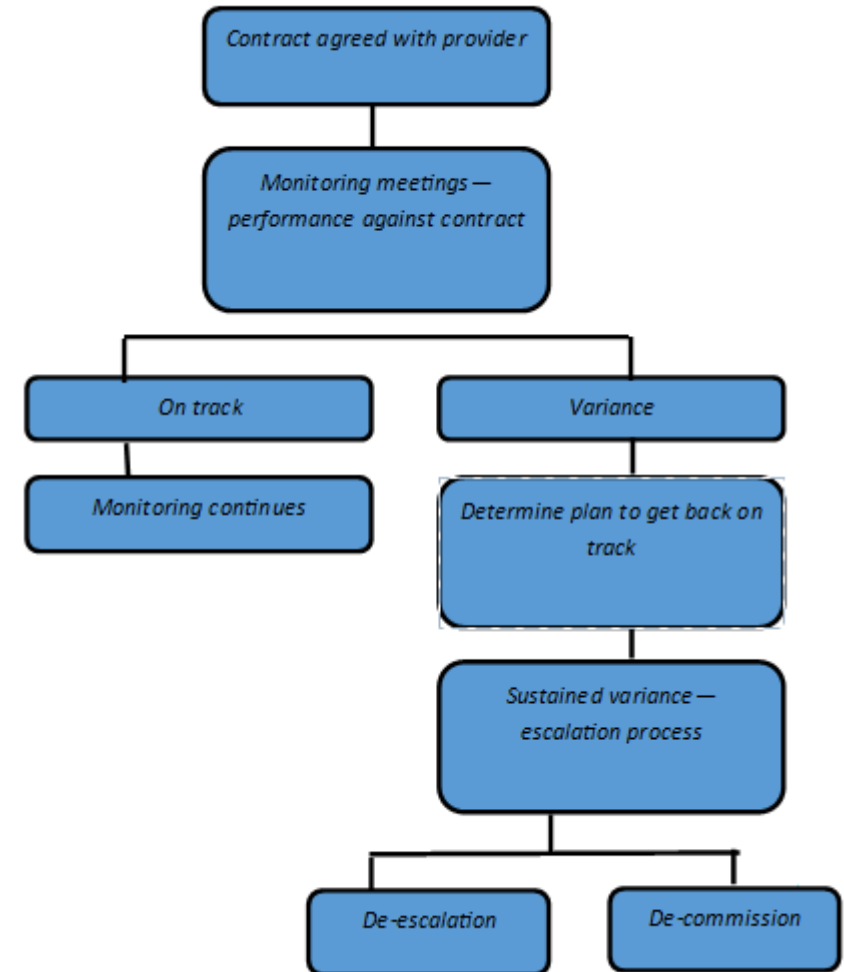 Contract agreed with provider
Monitoring meetings —
performance against contract
On track
Variance
Monitoring continues
Determine plan to get back on
track
Sustained variance —
escalation process
De-escalation
De-commission